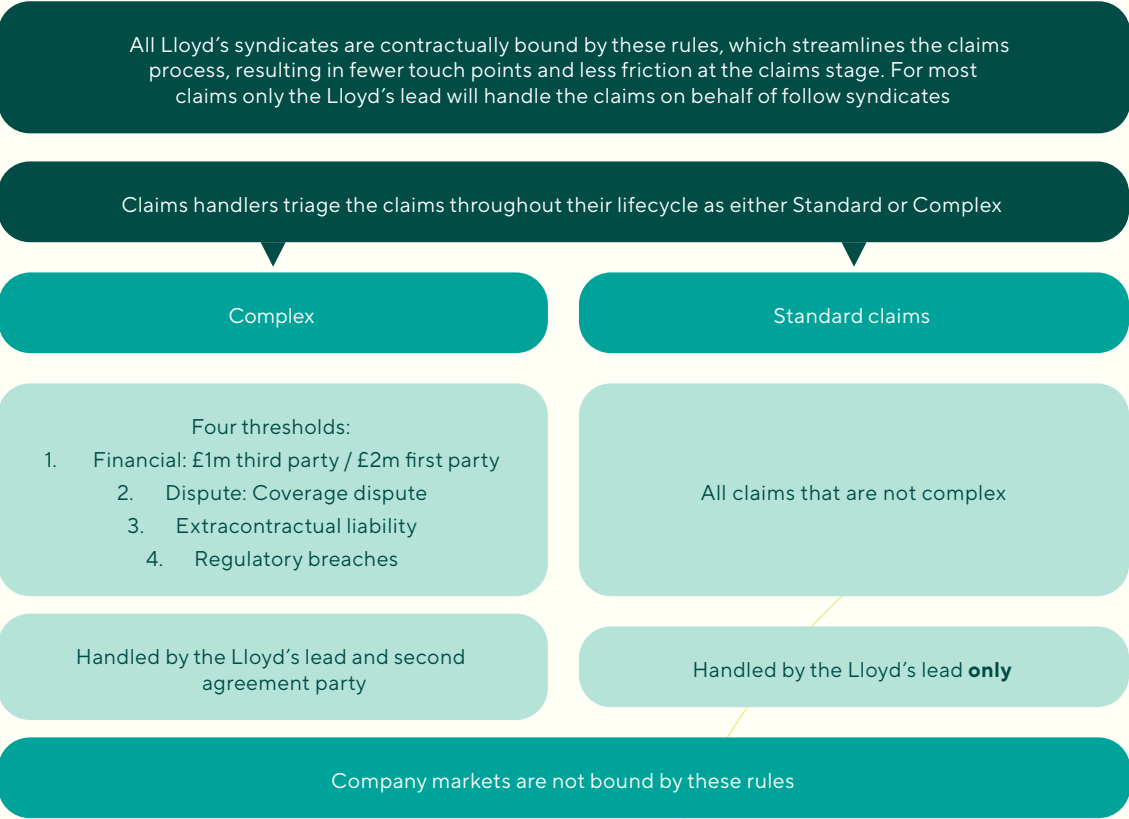 All Lloyd’s syndicates are contractually bound by these rules, which streamlines the claims
process, resulting in fewer touch points and less friction at the claims stage. For most
claims only the Lloyd’s lead will handle the claims on behalf of follow syndicates
Claims handlers triage the claims throughout their lifecycle as either Standard or Complex
Complex
Standard claims
Four thresholds:
1. Financial: £1m third party / £2m first party
2. Dispute: Coverage dispute
3. Extracontractual liability
4. Regulatory breaches
All claims that are not complex
Handled by the Lloyd’s lead and second
agreement party
Handled by the Lloyd’s lead only
Company markets are not bound by these rules